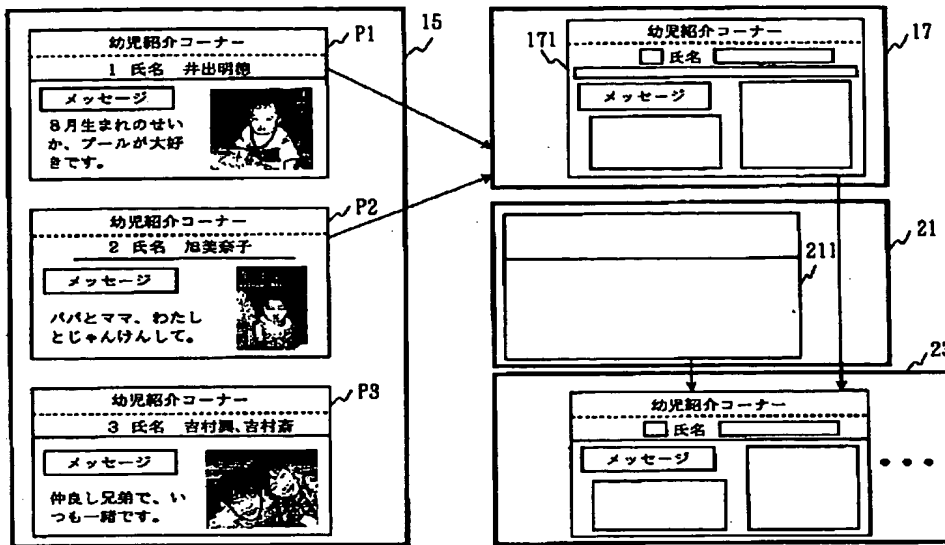 15
幼児紹介コーナー
P1
1 氏名 井出明徳
メッセージ
8月生まれのせい
か、プールが大好
きです。
幼児紹介コーナー
P2
2 氏名 旭美奈子
メッセージ
パパとママ、わたし
とじゃんけんして。
幼児紹介コーナー
P3
3 氏名 吉村興、吉村斎
メッセージ
仲良し兄弟で、い
つも一緒です。
17
171
幼児紹介コーナー
氏名
メッセージ
21
211
23
幼児紹介コーナー
氏名
メッセージ